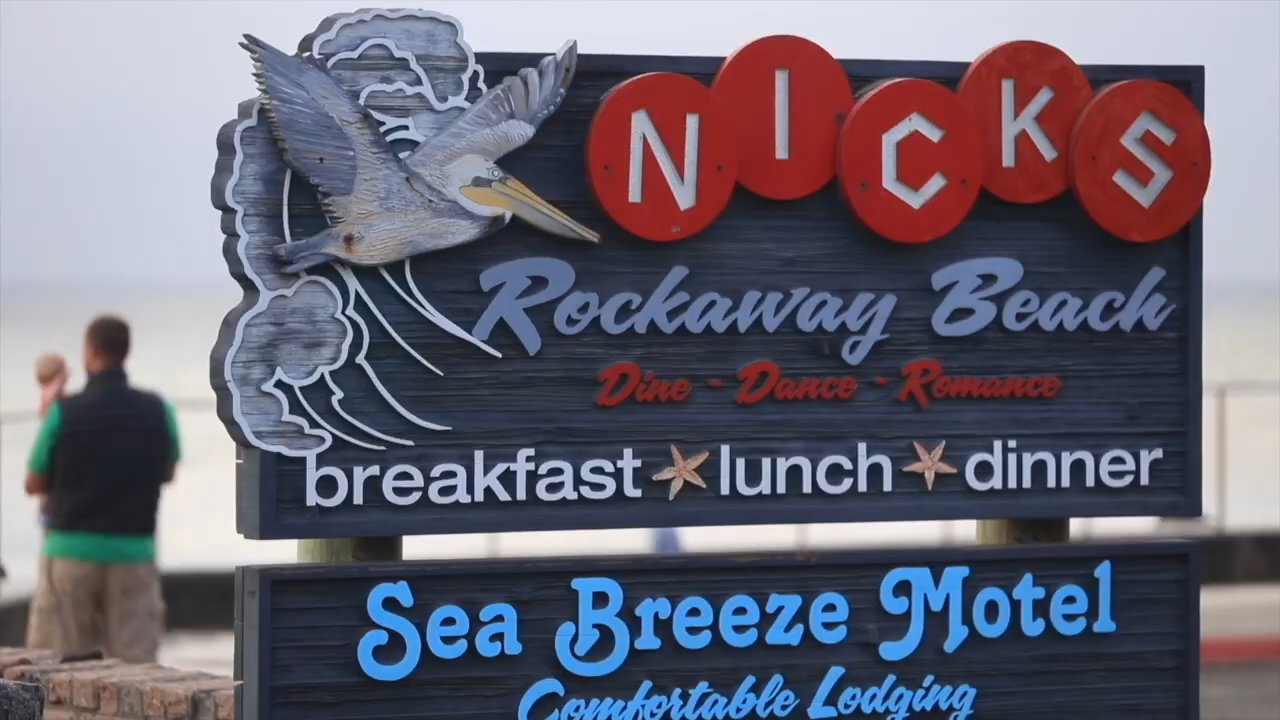 NICKS
Rockaway Beach
Dine - Dance - Romance
breakfast lunch dinner
Sea Breeze Motel
Comfortable Lodging